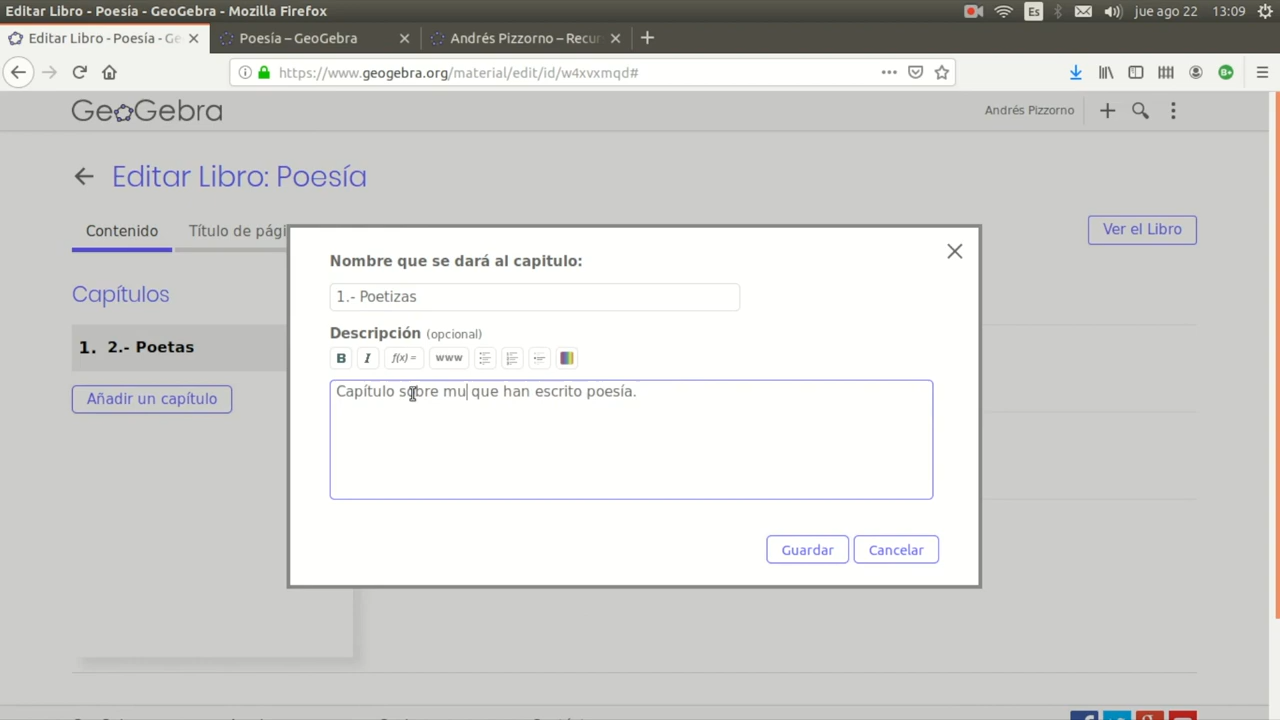 Editar Libro - Poesía - GeoGebra - Mozilla Firefox
Es
jue ago 22
13:09
Editar Libro - Poesía - Ge
Poesía – GeoGebra
Andrés Pizzorno – Recur
https://www.geogebra.org/material/edit/id/w4xvxmqd#
GeoGebra
Andrés Pizzorno
Editar Libro: Poesía
Contenido
Título de pági
Ver el Libro
Capítulos
1. 2.- Poetas
Añadir un capítulo
Nombre que se dará al capitulo:
1.- Poetizas
Descripción (opcional)
B I f(x) = www
Capítulo sobre mu que han escrito poesía.
Guardar
Cancelar